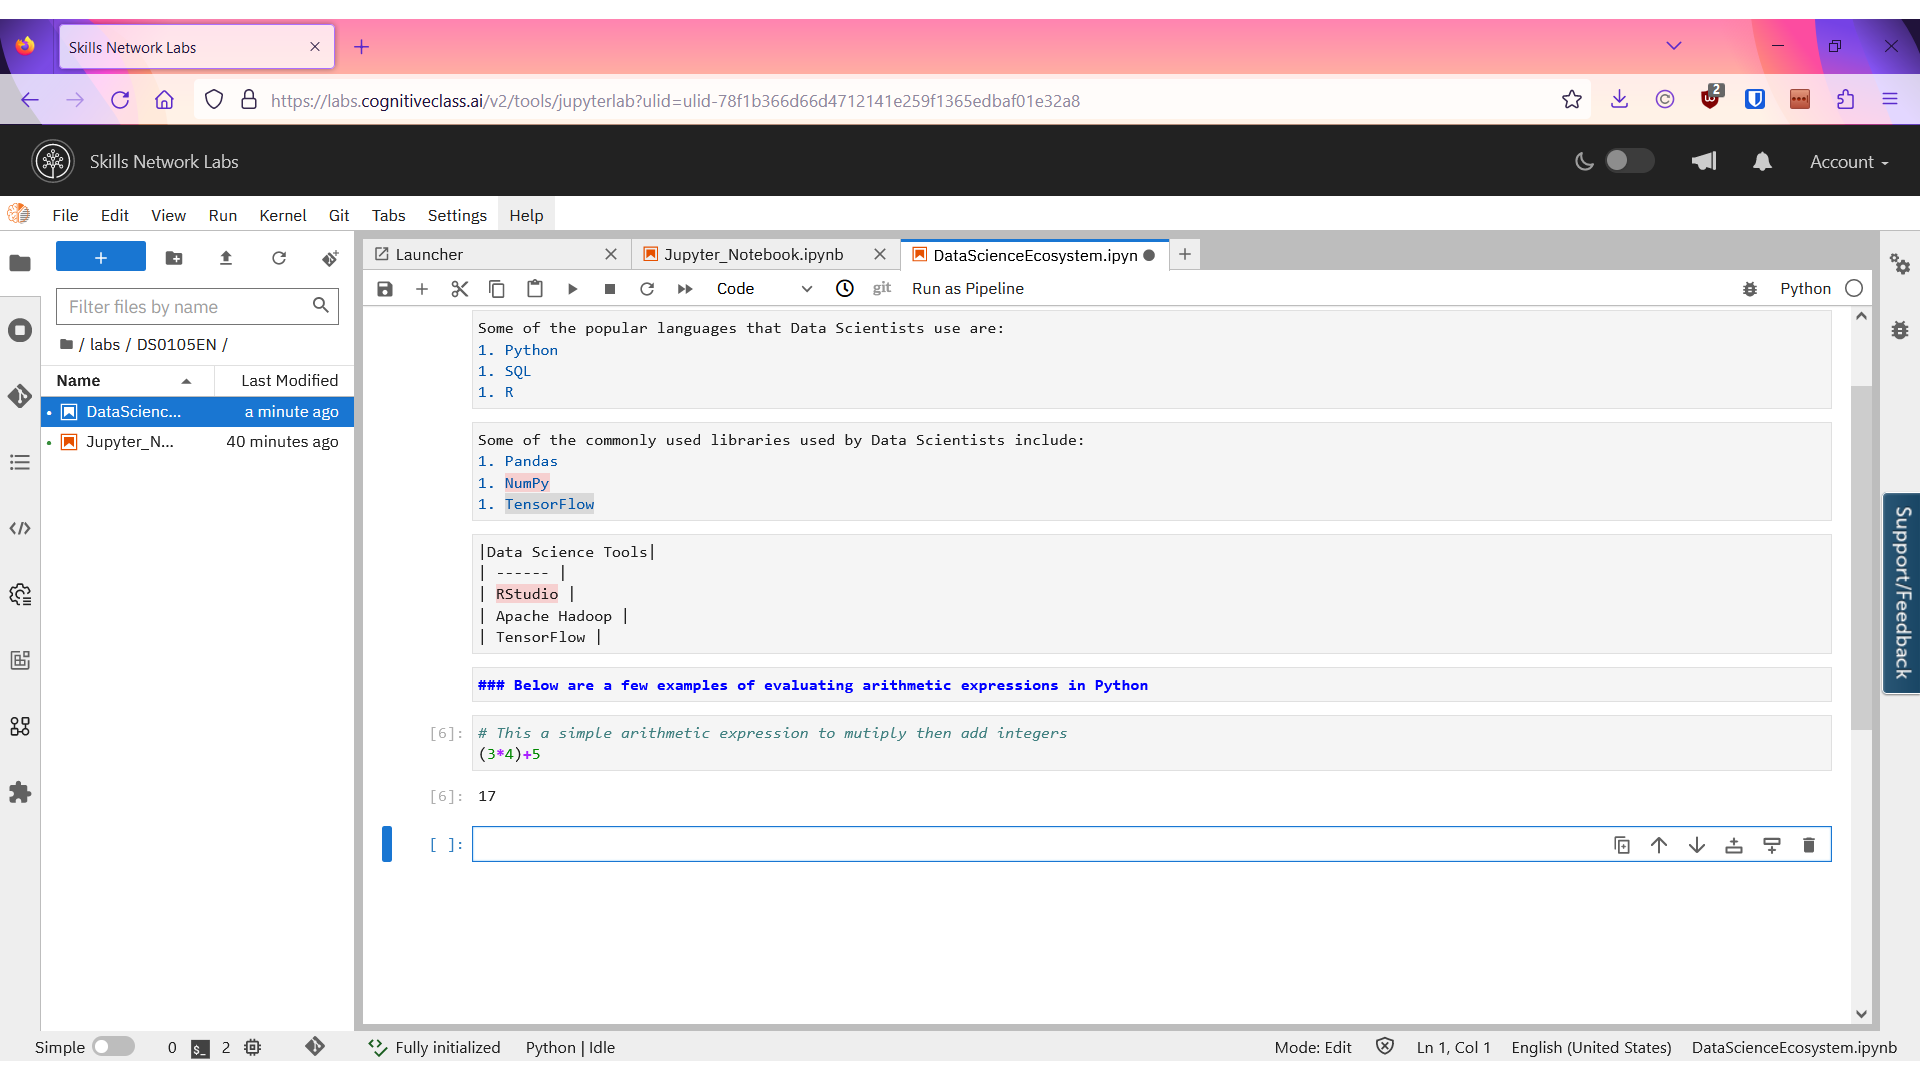 Skills Network Labs
https://labs.cognitiveclass.ai/v2/tools/jupyterlab?ulid=ulid-78f1b366d66d4712141e259f1365edbaf01e32a8
2
Skills Network Labs
Account
File Edit View Run Kernel Git Tabs Settings Help
Launcher
Jupyter_Notebook.ipynb
DataScienceEcosystem.ipyn
Code
git
Run as Pipeline
Python
Filter files by name
/ labs / DS0105EN /
Name Last Modified
DataScienc... a minute ago
Jupyter_N... 40 minutes ago
Some of the popular languages that Data Scientists use are:
1. Python
1. SQL
1. R
Some of the commonly used libraries used by Data Scientists include:
1. Pandas
1. NumPy
1. TensorFlow
|Data Science Tools|
| ------ |
| RStudio |
| Apache Hadoop |
| TensorFlow |
### Below are a few examples of evaluating arithmetic expressions in Python
[6]: # This a simple arithmetic expression to mutiply then add integers
(3*4)+5
[6]: 17
[ ]:
Support/Feedback
Simple 0 $_ 2
Fully initialized
Python | Idle
Mode: Edit
Ln 1, Col 1
English (United States)
DataScienceEcosystem.ipynb